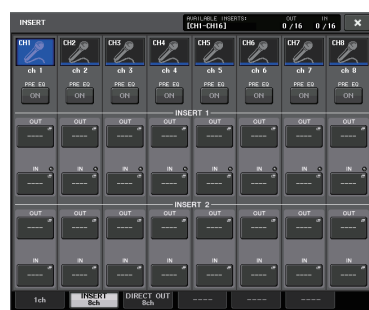 INSERT
AVAILABLE INSERTS: OUT IN
[CH1-CH16] 0 / 16 0 / 16
CH1 CH2 CH3 CH4 CH5 CH6 CH7 CH8
ch 1 ch 2 ch 3 ch 4 ch 5 ch 6 ch 7 ch 8
PRE EQ PRE EQ PRE EQ PRE EQ PRE EQ PRE EQ PRE EQ PRE EQ
ON ON ON ON ON ON ON ON
INSERT 1
OUT OUT OUT OUT OUT OUT OUT OUT
---- ---- ---- ---- ---- ---- ---- ----
IN IN IN IN IN IN IN IN
---- ---- ---- ---- ---- ---- ---- ----
INSERT 2
OUT OUT OUT OUT OUT OUT OUT OUT
---- ---- ---- ---- ---- ---- ---- ----
IN IN IN IN IN IN IN IN
---- ---- ---- ---- ---- ---- ---- ----
1ch INSERT DIRECT OUT ---- ---- ----
8ch 8ch